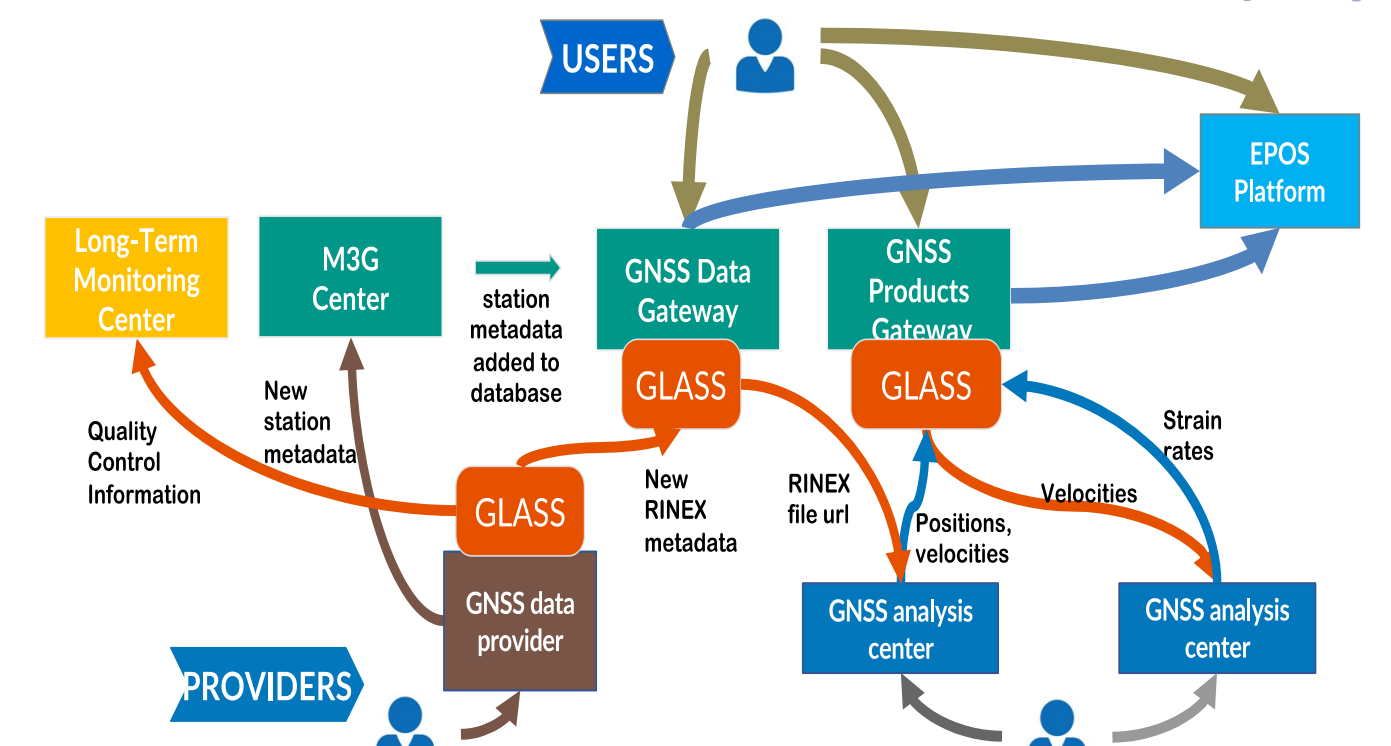 USERS
EPOS
Platform
Long-Term
Monitoring
Center
M3G
Center
station
metadata
added to
database
GNSS Data
Gateway
GNSS
Products
Gateway
GLASS
GLASS
New
station
metadata
Quality
Control
Information
Strain
rates
GLASS
New
RINEX
metadata
RINEX
file url
Velocities
Positions,
velocities
GNSS data
provider
GNSS analysis
center
GNSS analysis
center
PROVIDERS